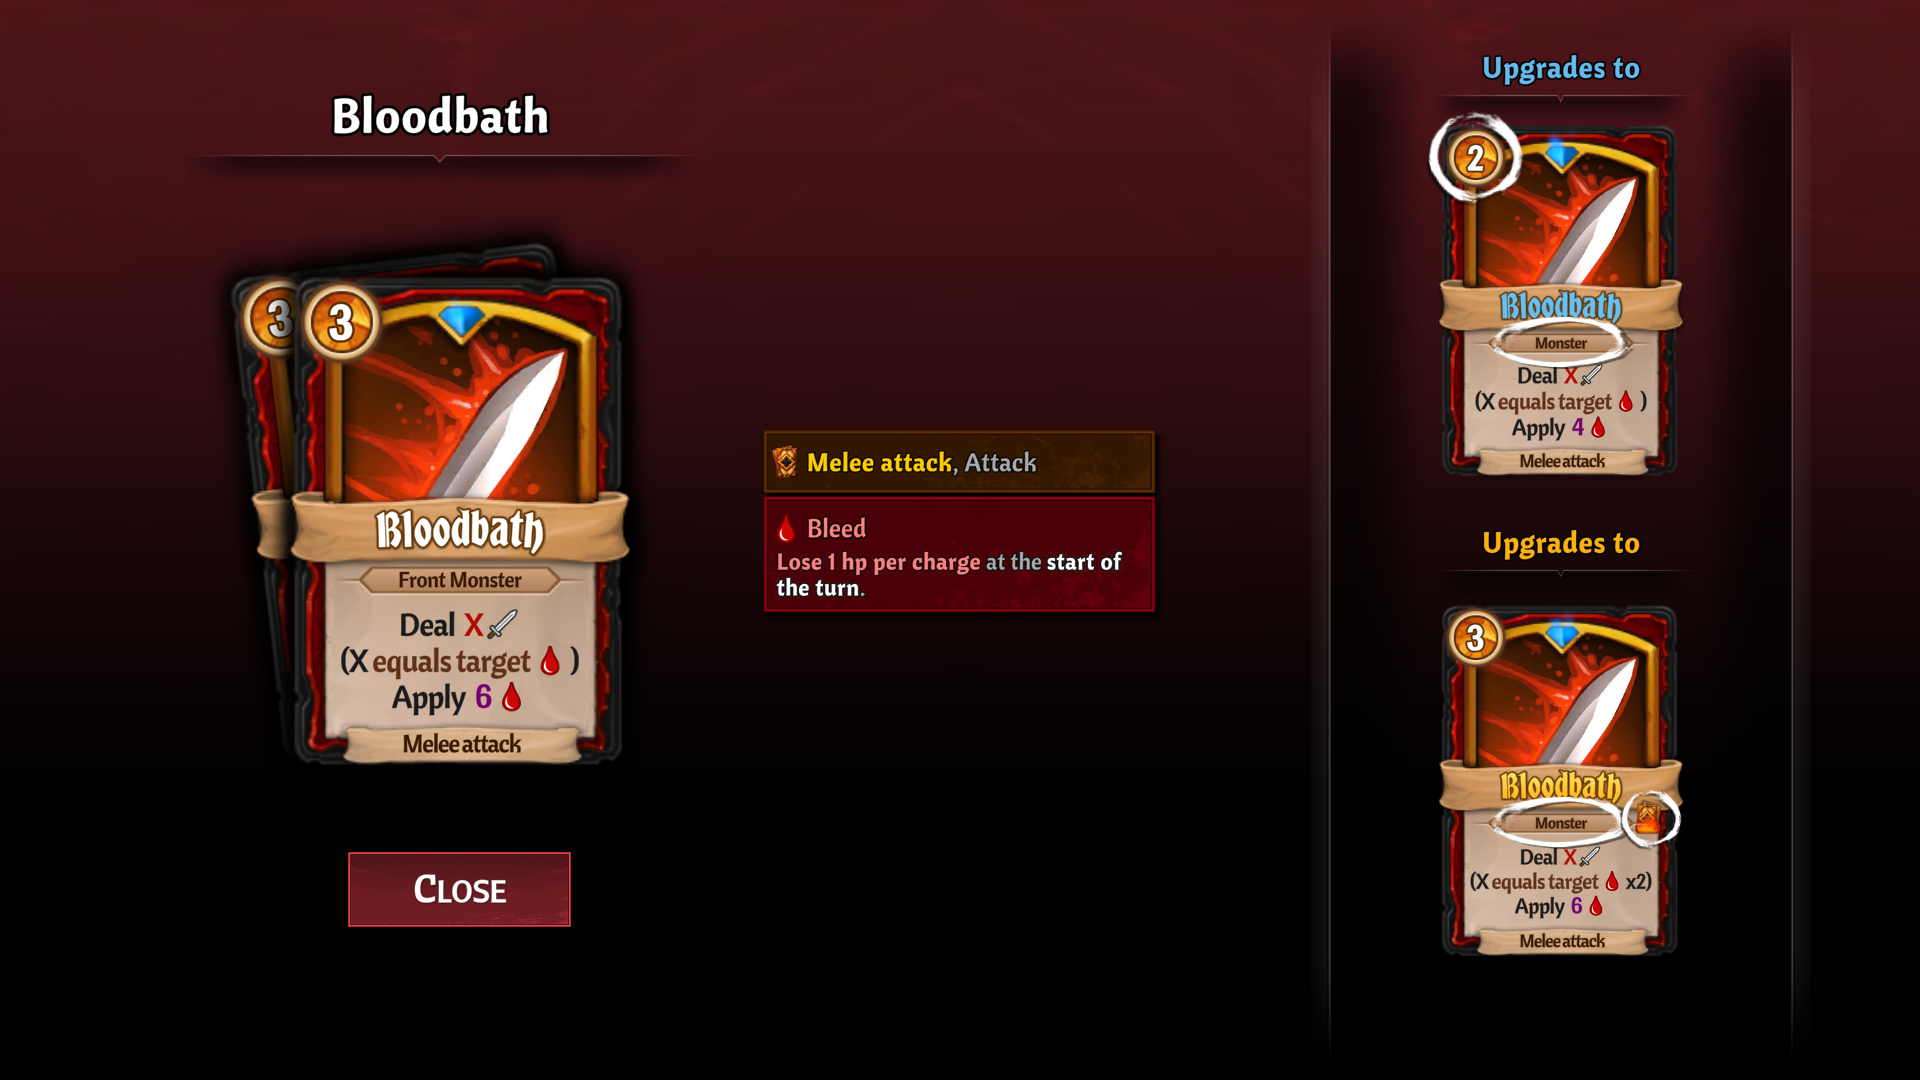 Bloodbath
3
3
Bloodbath
Front Monster
Deal X
(X equals target )
Apply 6
Melee attack
CLOSE
Melee attack, Attack
Bleed
Lose 1 hp per charge at the start of
the turn.
Upgrades to
2
Bloodbath
Monster
Deal X
(X equals target )
Apply 4
Melee attack
Upgrades to
3
Bloodbath
Monster
Deal X
(X equals target x2)
Apply 6
Melee attack